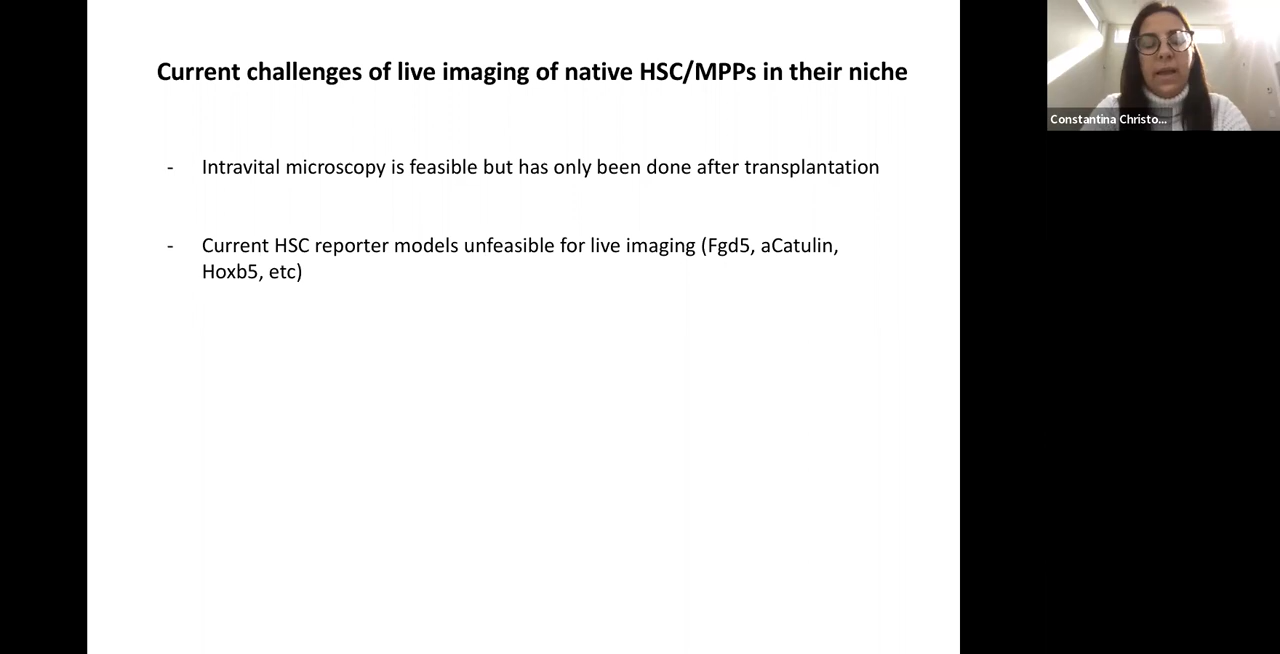 Current challenges of live imaging of native HSC/MPPs in their niche
- Intravital microscopy is feasible but has only been done after transplantation
- Current HSC reporter models unfeasible for live imaging (Fgd5, aCatulin,
Hoxb5, etc)
Constantina Christo...